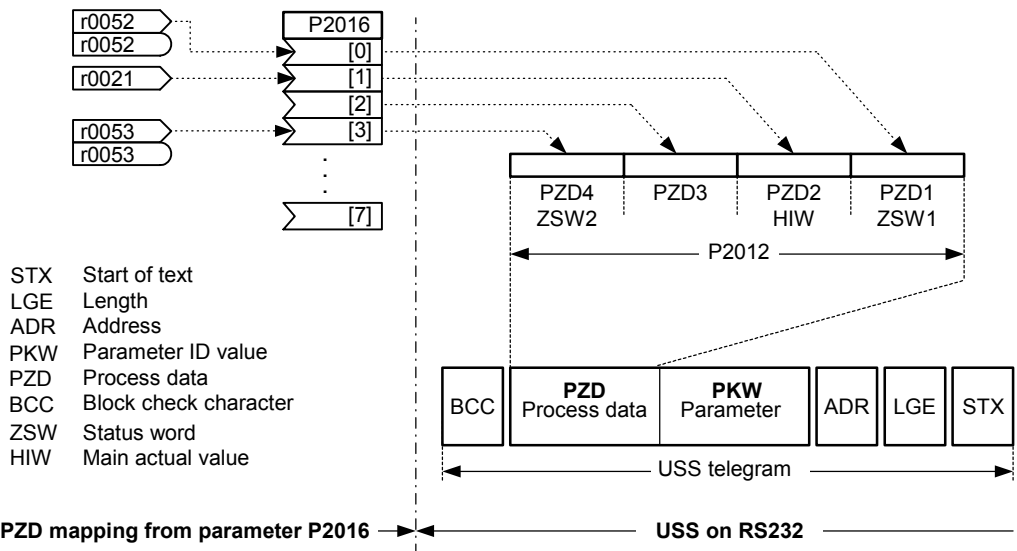 r0052
r0052
r0021
r0053
r0053
P2016
[0]
[1]
[2]
[3]
.
.
.
[7]
PZD4 PZD3 PZD2 PZD1
ZSW2 HIW ZSW1
P2012
STX Start of text
LGE Length
ADR Address
PKW Parameter ID value
PZD Process data
BCC Block check character
ZSW Status word
HIW Main actual value
BCC
PZD
Process data
PKW
Parameter
ADR
LGE
STX
USS telegram
PZD mapping from parameter P2016
USS on RS232